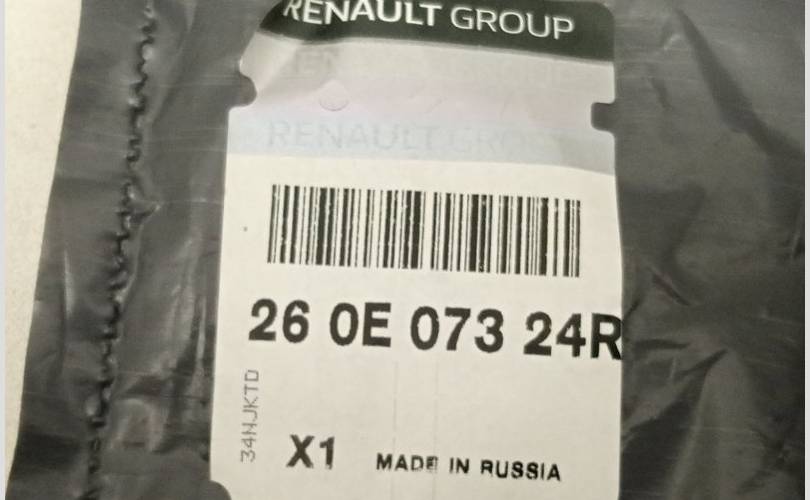 RENAULT GROUP
RENAULT GROUP
26 0E 073 24R
34NJKTD
X1 MADE IN RUSSIA